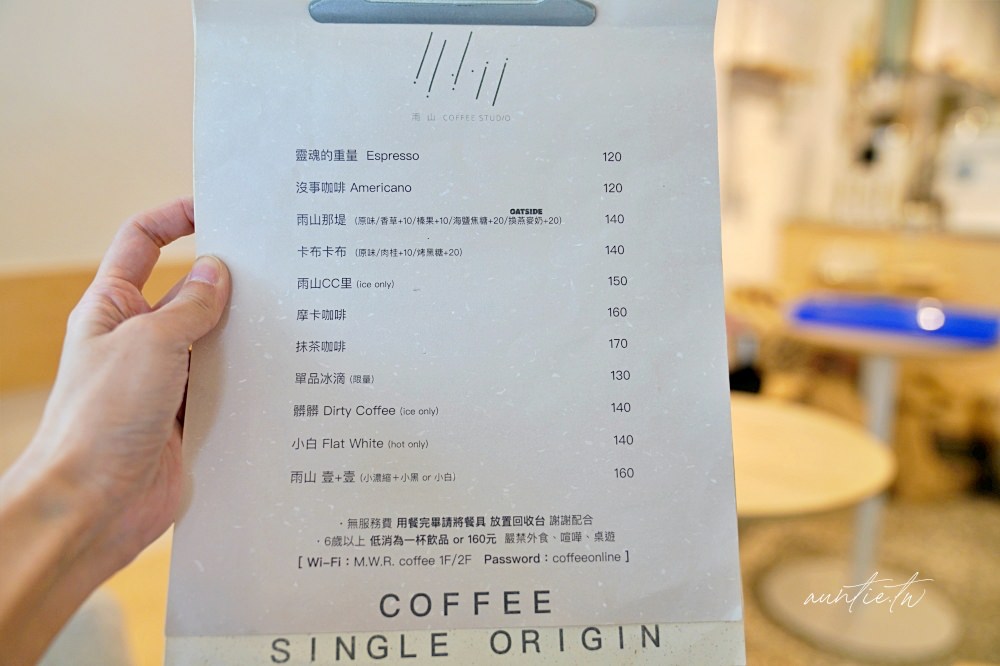 雨 山 COFFEE STUDIO
靈魂的重量 Espresso 120
沒事咖啡 Americano 120
OATSIDE
雨山那堤 (原味/香草+10/榛果+10/海鹽焦糖+20/換燕麥奶+20) 140
卡布卡布 (原味/肉桂+10/烤黑糖+20) 140
雨山CC里 (ice only) 150
摩卡咖啡 160
抹茶咖啡 170
單品冰滴 (限量) 130
髒髒 Dirty Coffee (ice only) 140
小白 Flat White (hot only) 140
雨山 壹+壹 (小濃縮+小黑 or 小白) 160
·無服務費 用餐完畢請將餐具 放置回收台 謝謝配合
·6歲以上 低消為一杯飲品 or 160元 嚴禁外食、喧嘩、桌遊
[ Wi-Fi：M.W.R. coffee 1F/2F Password：coffeeonline ]
COFFEE
SINGLE ORIGIN
auntie.tw